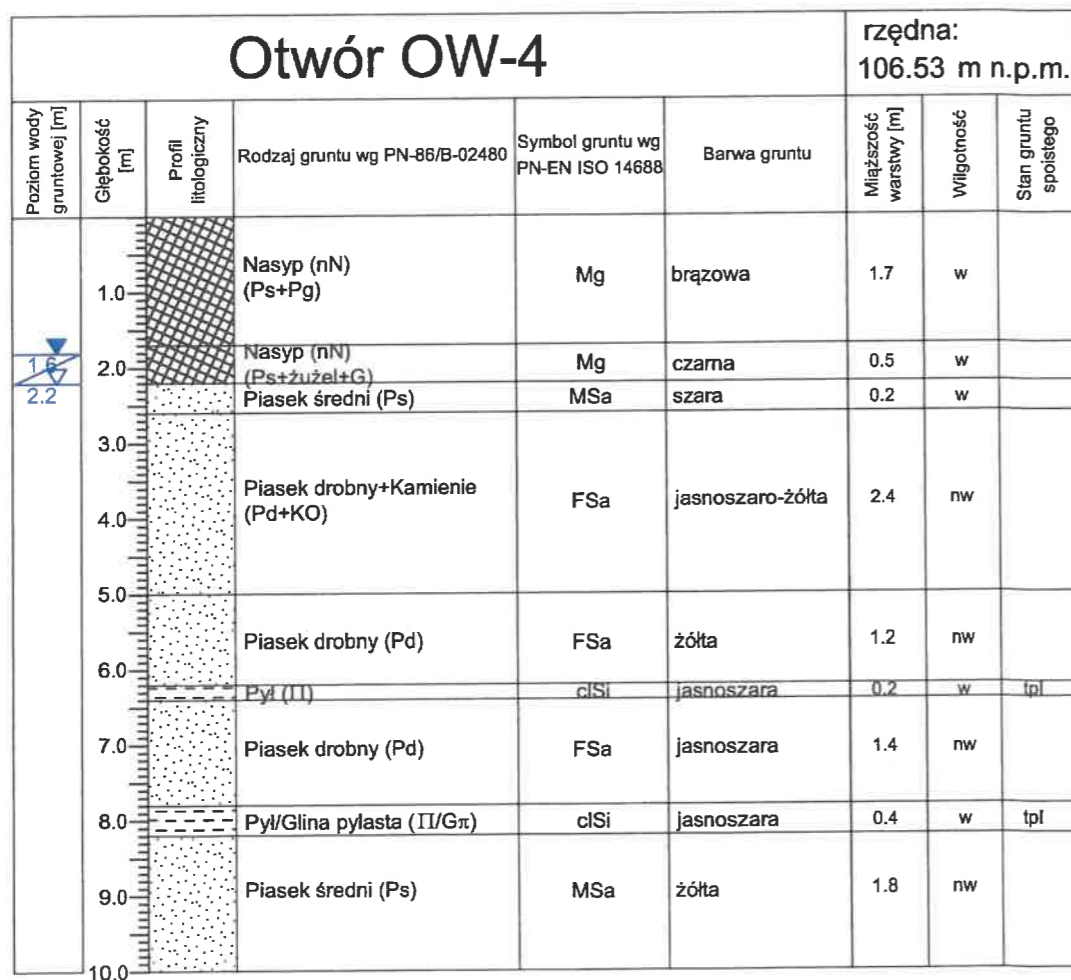 Otwór OW-4
rzędna:
106.53 m n.p.m.
Poziom wody
gruntowej [m]
Głębokość
[m]
Profil
litologiczny
Rodzaj gruntu wg PN-86/B-02480
Symbol gruntu wg
PN-EN ISO 14688
Barwa gruntu
Miąższość
warstwy [m]
Wilgotność
Stan gruntu
spoistego
Nasyp (nN)
(Ps+Pg)
Mg
brązowa
1.7
w
1.0
1.6
2.0
2.2
Nasyp (nN)
(Ps+żużel+G)
Mg
czarna
0.5
w
Piasek średni (Ps)
MSa
szara
0.2
w
3.0
Piasek drobny+Kamienie
(Pd+KO)
FSa
jasnoszaro-żółta
2.4
nw
4.0
5.0
Piasek drobny (Pd)
FSa
żółta
1.2
nw
6.0
Pył (Π)
clSi
jasnoszara
0.2
w
tpl
7.0
Piasek drobny (Pd)
FSa
jasnoszara
1.4
nw
8.0
Pył/Glina pylasta (Π/Gπ)
clSi
jasnoszara
0.4
w
tpl
9.0
Piasek średni (Ps)
MSa
żółta
1.8
nw
10.0